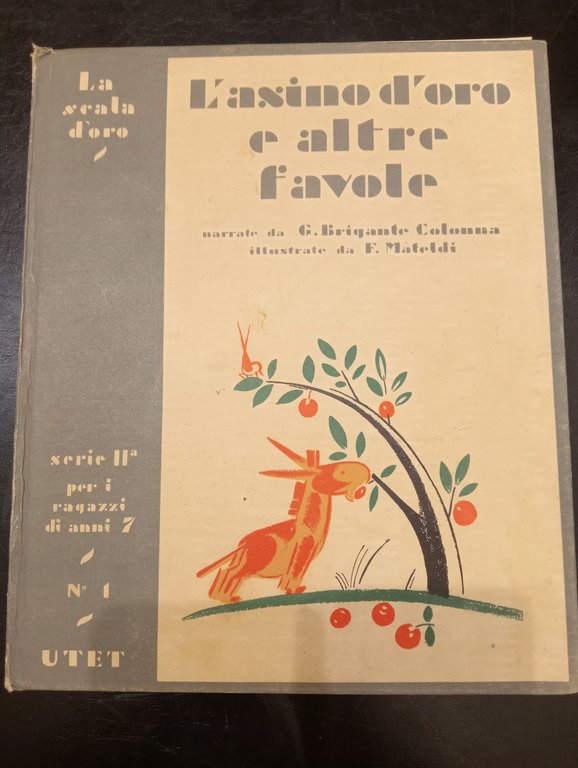 La
scala
d'oro
L'asino d'oro
e altre
favole
narrate da G. Brigante Colonna
illustrate da F. Mateldi
serie IIª
per i
ragazzi
di anni 7
Nº 1
UTET